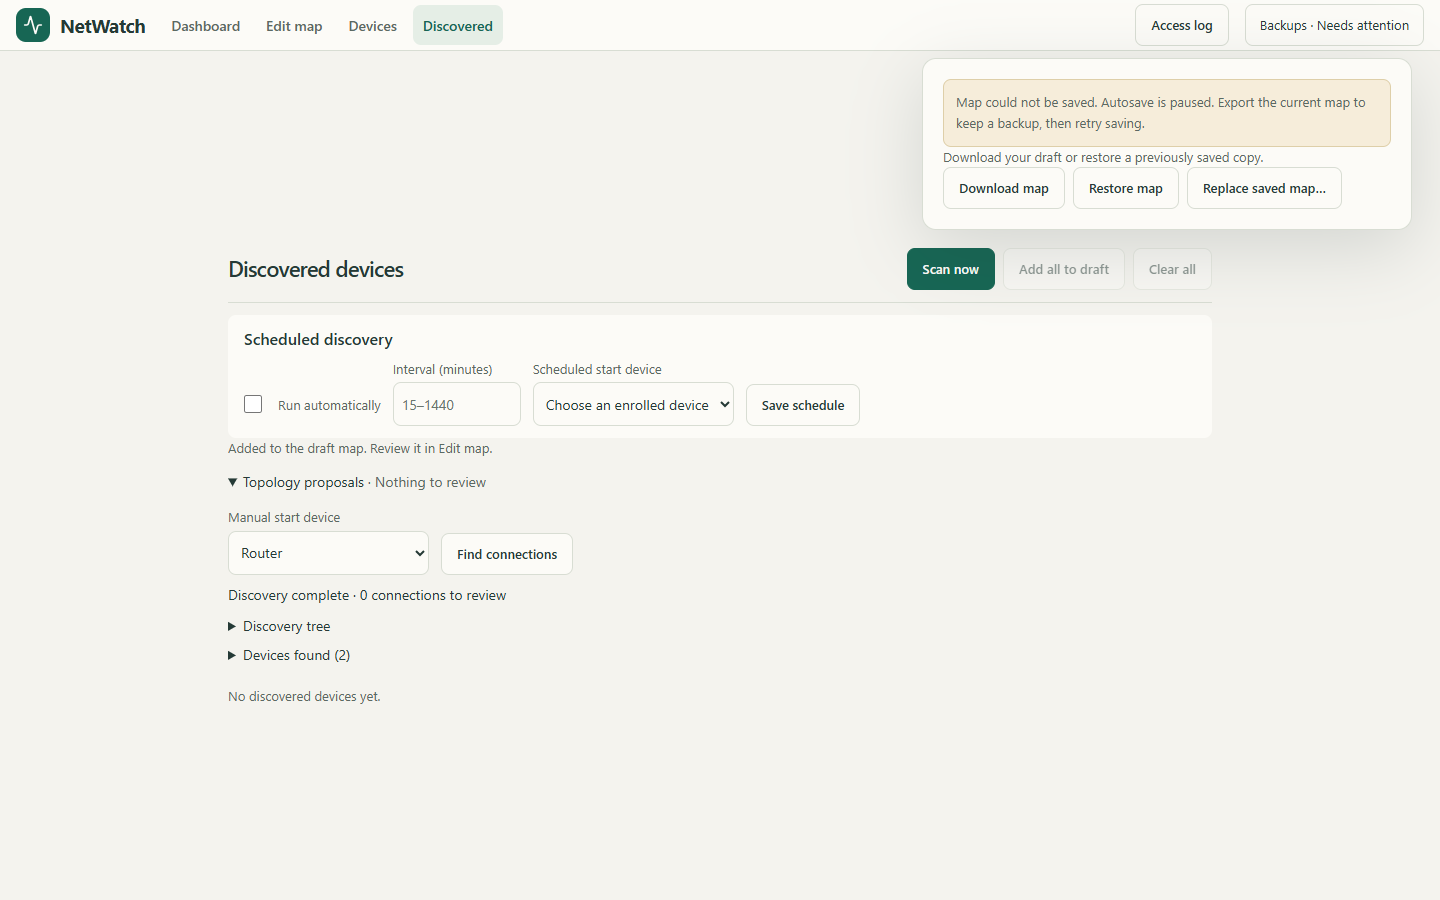 NetWatch
Dashboard
Edit map
Devices
Discovered
Access log
Backups · Needs attention
Map could not be saved. Autosave is paused. Export the current map to
keep a backup, then retry saving.
Download your draft or restore a previously saved copy.
Download map
Restore map
Replace saved map...
Discovered devices
Scan now
Add all to draft
Clear all
Scheduled discovery
Interval (minutes)
Scheduled start device
Run automatically
15–1440
Choose an enrolled device
Save schedule
Added to the draft map. Review it in Edit map.
Topology proposals · Nothing to review
Manual start device
Router
Find connections
Discovery complete · 0 connections to review
Discovery tree
Devices found (2)
No discovered devices yet.